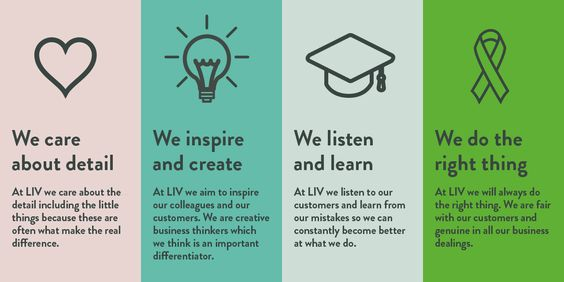 We care
about detail
At LIV we care about the
detail including the little
things because these are
often what make the real
difference.
We inspire
and create
At LIV we aim to inspire
our colleagues and our
customers. We are creative
business thinkers which
we think is an important
differentiator.
We listen
and learn
At LIV we listen to our
customers and learn from
our mistakes so we can
constantly become better
at what we do.
We do the
right thing
At LIV we will always do
the right thing. We are fair
with our customers and
genuine in all our business
dealings.